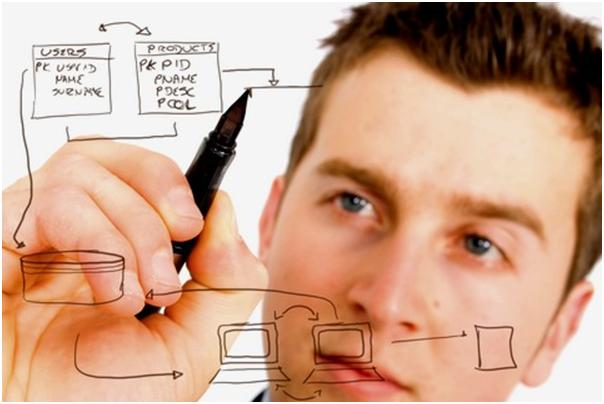 USERS
PK USERID
NAME
SURNAME
PRODUCTS
PK PID
PNAME
PDESC
PCOL